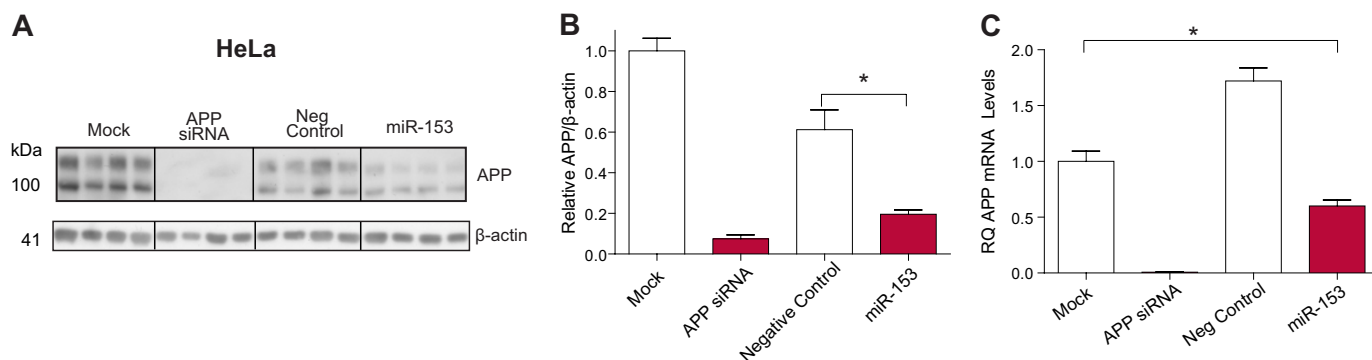 A
HeLa
Mock
APP
siRNA
Neg
Control
miR-153
kDa
100
APP
41
β-actin
B
Relative APP/β-actin
1.0
0.8
0.6
0.4
0.2
0.0
*
Mock
APP siRNA
Negative Control
miR-153
C
RQ APP mRNA Levels
2.0
1.5
1.0
0.5
0.0
*
Mock
APP siRNA
Neg Control
miR-153